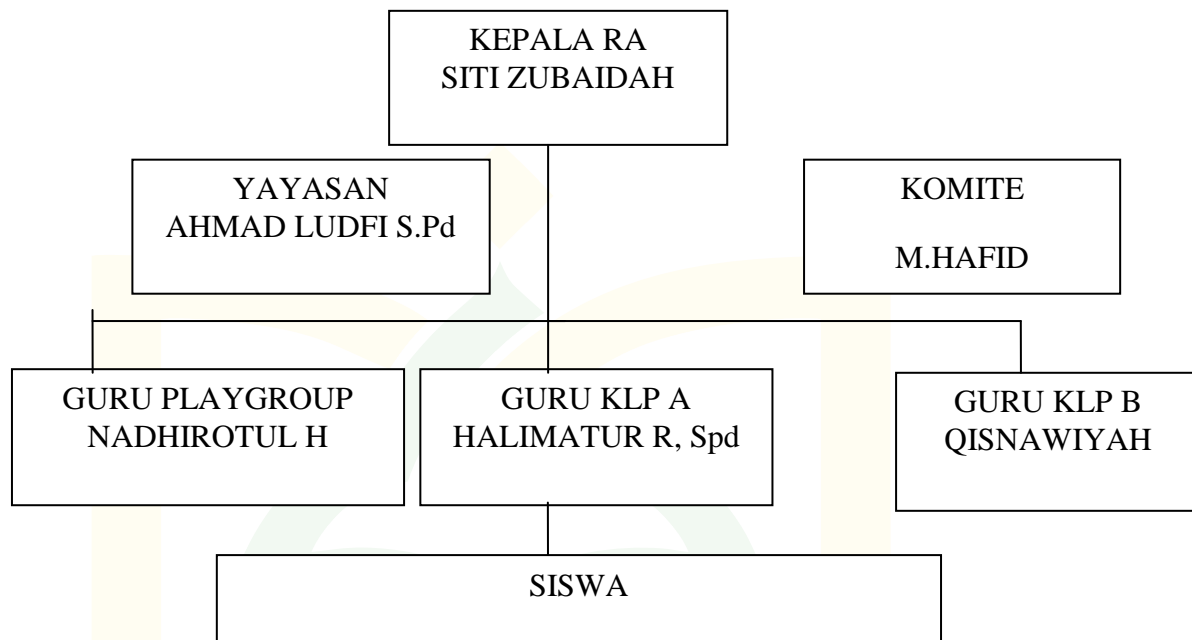 KEPALA RA
SITI ZUBAIDAH
YAYASAN
AHMAD LUDFI S.Pd
KOMITE
M.HAFID
GURU PLAYGROUP
NADHIROTUL H
GURU KLP A
HALIMATUR R, Spd
GURU KLP B
QISNAWIYAH
SISWA